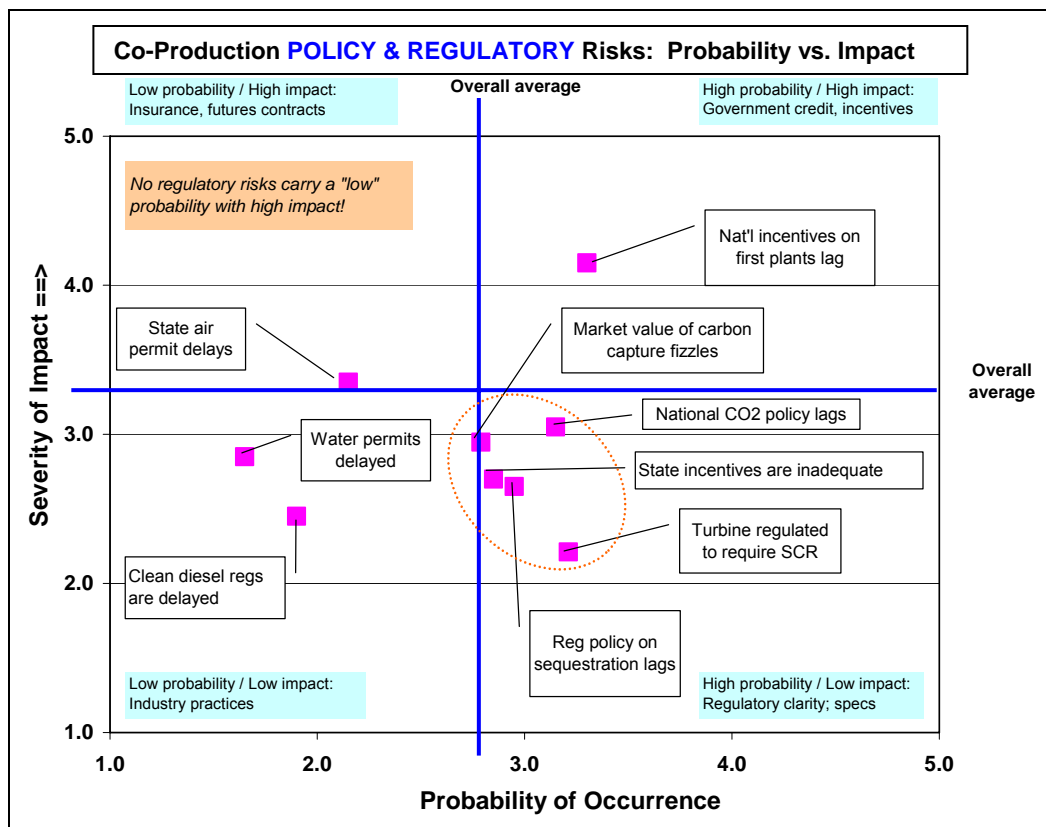 Co-Production POLICY & REGULATORY Risks: Probability vs. Impact
Low probability / High impact:
Insurance, futures contracts
Overall average
High probability / High impact:
Government credit, incentives
5.0
No regulatory risks carry a "low"
probability with high impact!
Nat'l incentives on
first plants lag
4.0
State air
permit delays
Market value of carbon
capture fizzles
Overall
average
National CO2 policy lags
3.0
Water permits
delayed
State incentives are inadequate
Turbine regulated
to require SCR
Clean diesel regs
are delayed
2.0
Reg policy on
sequestration lags
Low probability / Low impact:
Industry practices
High probability / Low impact:
Regulatory clarity; specs
1.0
Severity of Impact ==>
1.0 2.0 3.0 4.0 5.0
Probability of Occurrence